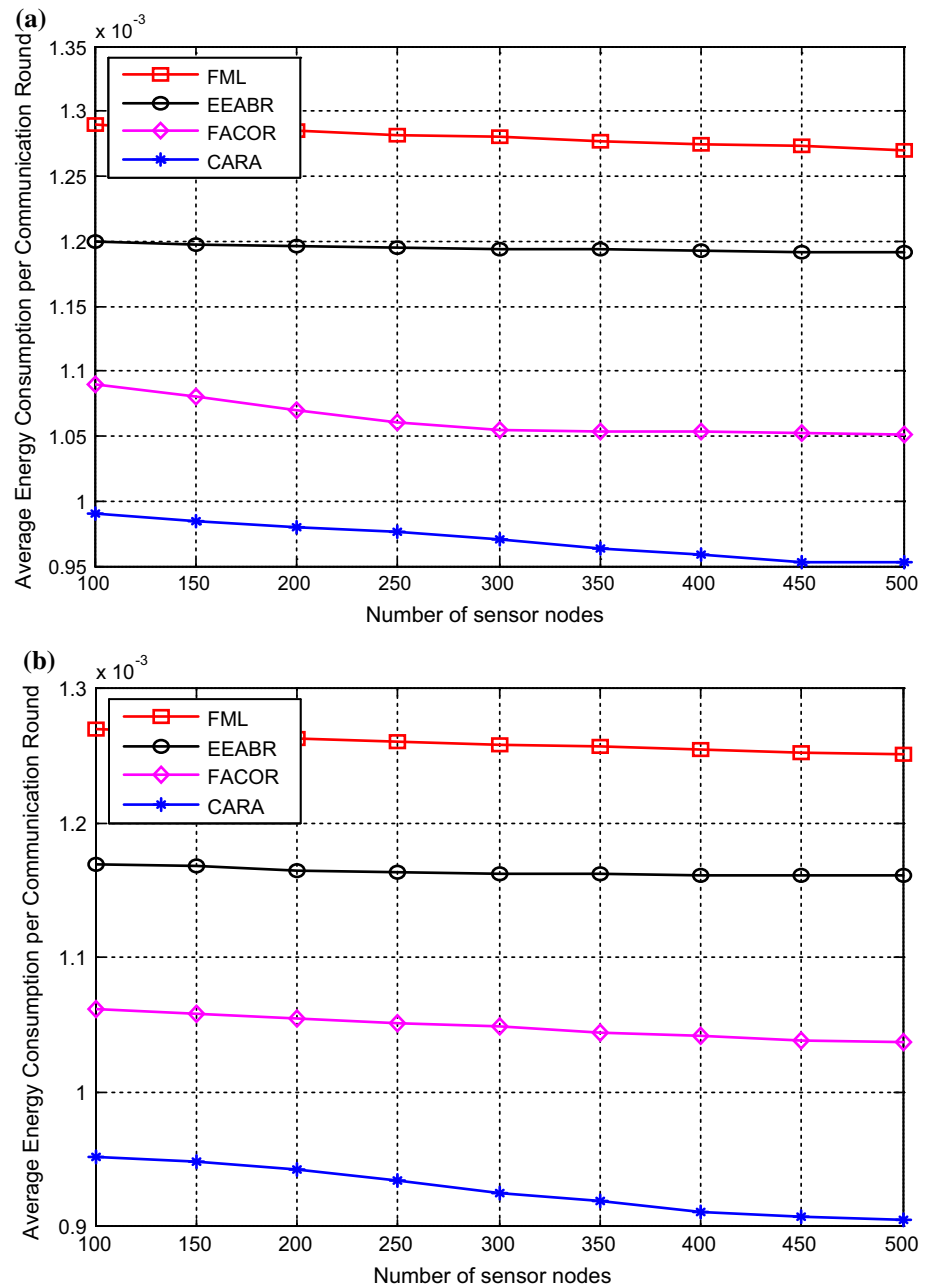 (a)
x 10⁻³
Average Energy Consumption per Communication Round
1.35
1.3
1.25
1.2
1.15
1.1
1.05
1
0.95
FML
EEABR
FACOR
CARA
100 150 200 250 300 350 400 450 500
Number of sensor nodes
(b)
x 10⁻³
Average Energy Consumption per Communication Round
1.3
1.2
1.1
1
0.9
FML
EEABR
FACOR
CARA
100 150 200 250 300 350 400 450 500
Number of sensor nodes